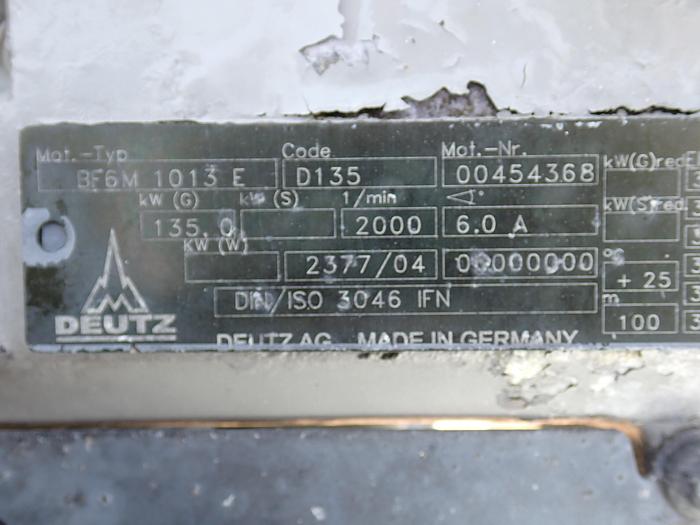 Mot.-Typ Code Mot.-Nr. kW(G)red.
BF6M 1013 E D135 00454368
kW (G) kW (S) 1/min ◁° kW(S)red.
135.0 2000 6.0 A
kW (W) °C
2377/04 00000000 + 25
DIN/ISO 3046 IFN m
100
DEUTZ
DEUTZ AG MADE IN GERMANY